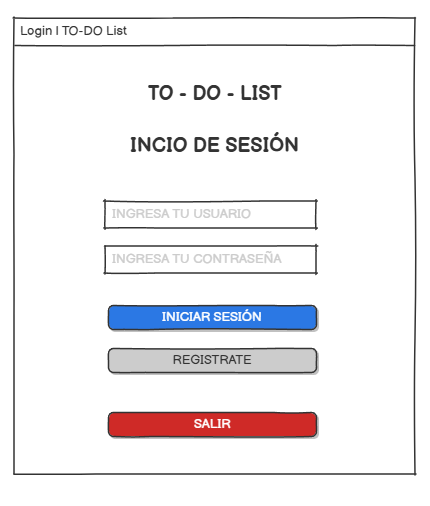 Login | TO-DO List
TO - DO - LIST
INCIO DE SESIÓN
INGRESA TU USUARIO
INGRESA TU CONTRASEÑA
INICIAR SESIÓN
REGISTRATE
SALIR